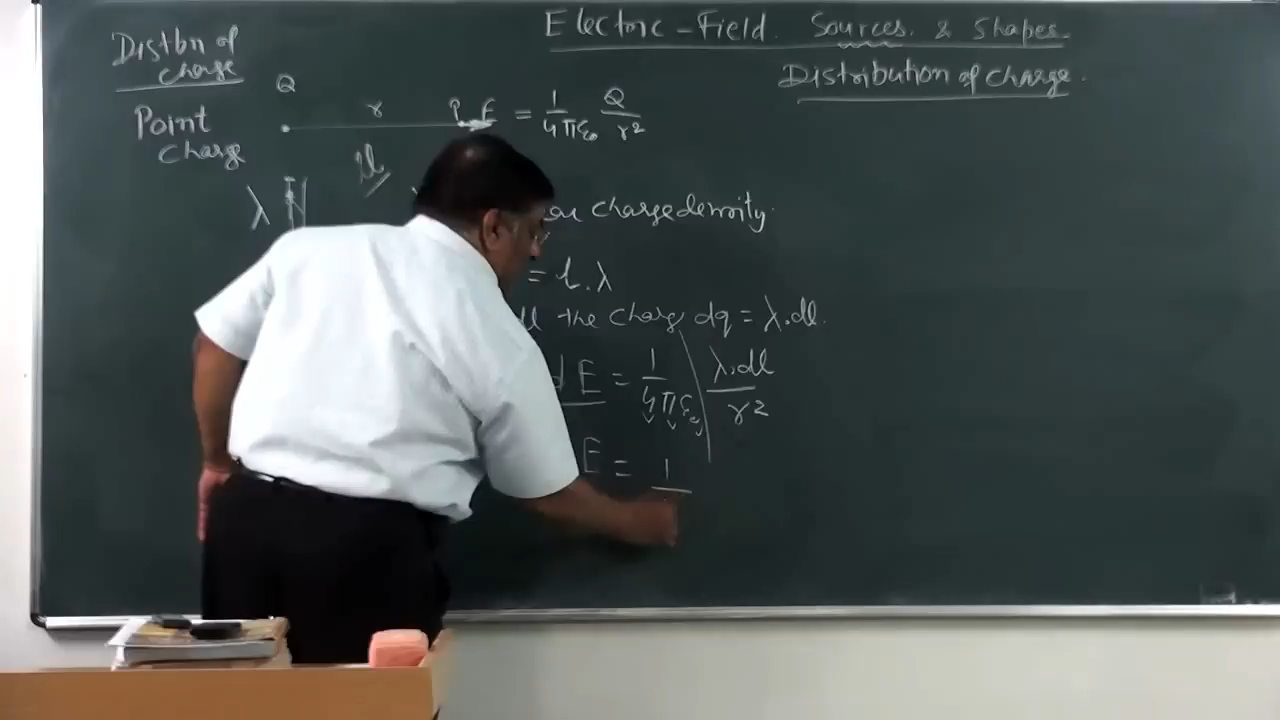 Electric-Field. Sources & Shapes.
Distribution of Charge.
Distbn of
charge
Point
Charge
Q
r
P E = 1/4πε₀ Q/r²
λ
charge density.
= l.λ
the charge dq = λ.dl.
dE = 1/4πε₀ λ.dl/r²
E = 1